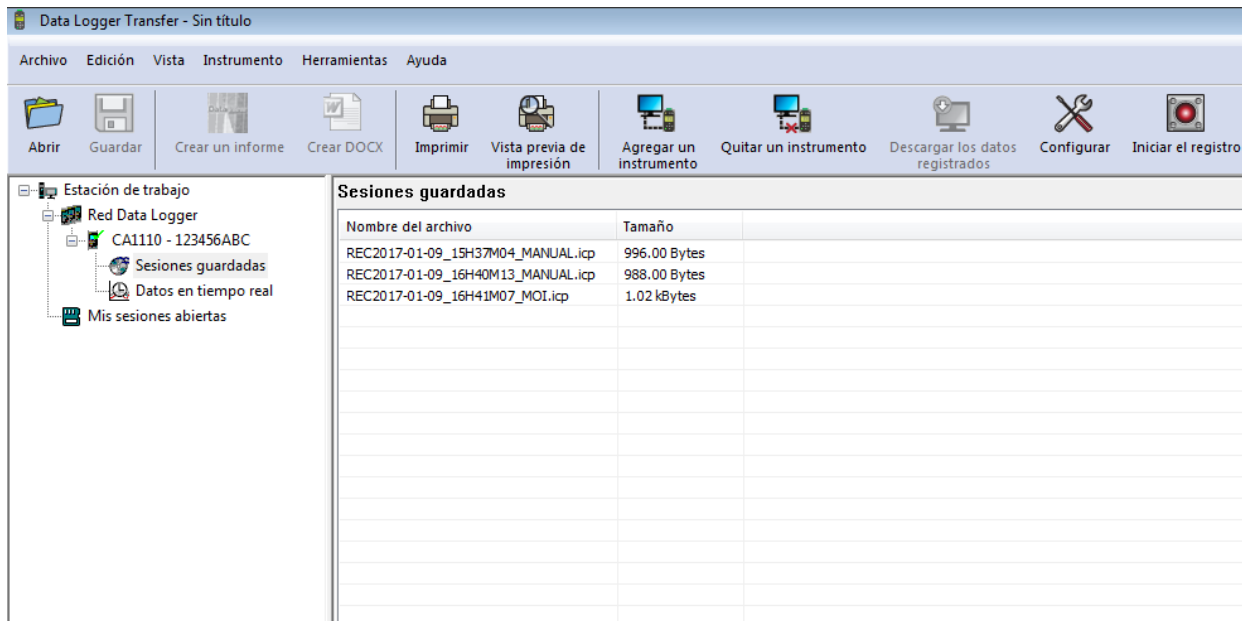 Data Logger Transfer - Sin título
Archivo Edición Vista Instrumento Herramientas Ayuda
Abrir Guardar Crear un informe Crear DOCX Imprimir Vista previa de impresión Agregar un instrumento Quitar un instrumento Descargar los datos registrados Configurar Iniciar el registro
Estación de trabajo
Red Data Logger
CA1110 - 123456ABC
Sesiones guardadas
Datos en tiempo real
Mis sesiones abiertas
Sesiones guardadas
Nombre del archivo Tamaño
REC2017-01-09_15H37M04_MANUAL.icp 996.00 Bytes
REC2017-01-09_16H40M13_MANUAL.icp 988.00 Bytes
REC2017-01-09_16H41M07_MOI.icp 1.02 kBytes